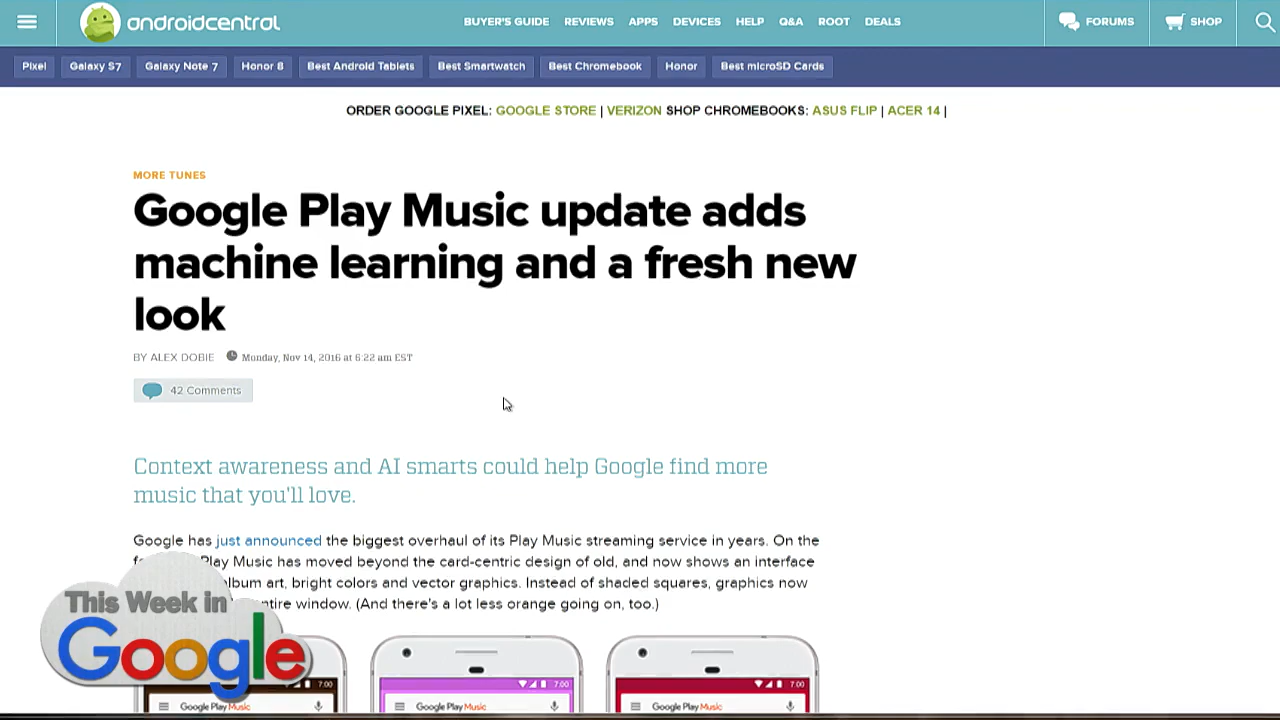 androidcentral
BUYER'S GUIDE REVIEWS APPS DEVICES HELP Q&A ROOT DEALS FORUMS SHOP
Pixel Galaxy S7 Galaxy Note 7 Honor 8 Best Android Tablets Best Smartwatch Best Chromebook Honor Best microSD Cards
ORDER GOOGLE PIXEL: GOOGLE STORE | VERIZON SHOP CHROMEBOOKS: ASUS FLIP | ACER 14 |
MORE TUNES
Google Play Music update adds
machine learning and a fresh new
look
BY ALEX DOBIE Monday, Nov 14, 2016 at 6:22 am EST
42 Comments
Context awareness and AI smarts could help Google find more
music that you'll love.
Google has just announced the biggest overhaul of its Play Music streaming service in years. On the
Play Music has moved beyond the card-centric design of old, and now shows an interface
album art, bright colors and vector graphics. Instead of shaded squares, graphics now
entire window. (And there's a lot less orange going on, too.)
This Week in
Google
7:00 7:00 7:00
Google Play Music Google Play Music Google Play Music